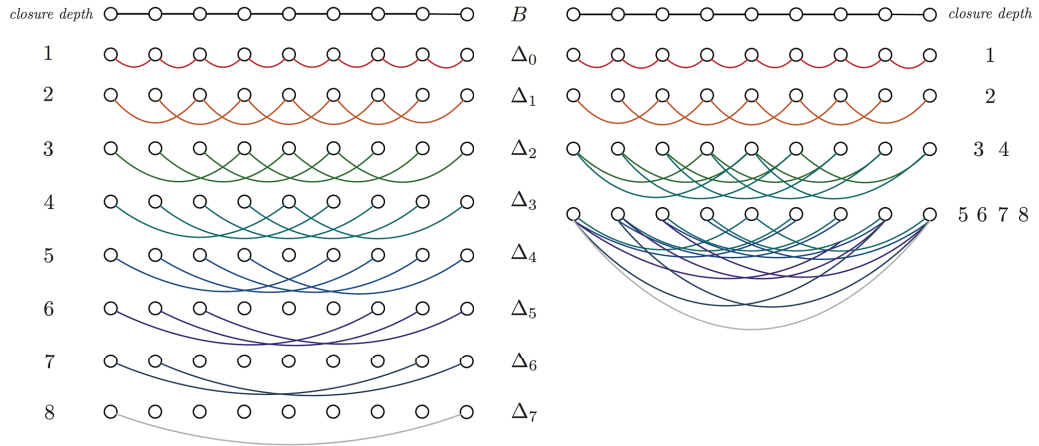 closure depth B closure depth
1 Δ₀ 1
2 Δ₁ 2
3 Δ₂ 3 4
4 Δ₃ 5 6 7 8
5 Δ₄
6 Δ₅
7 Δ₆
8 Δ₇